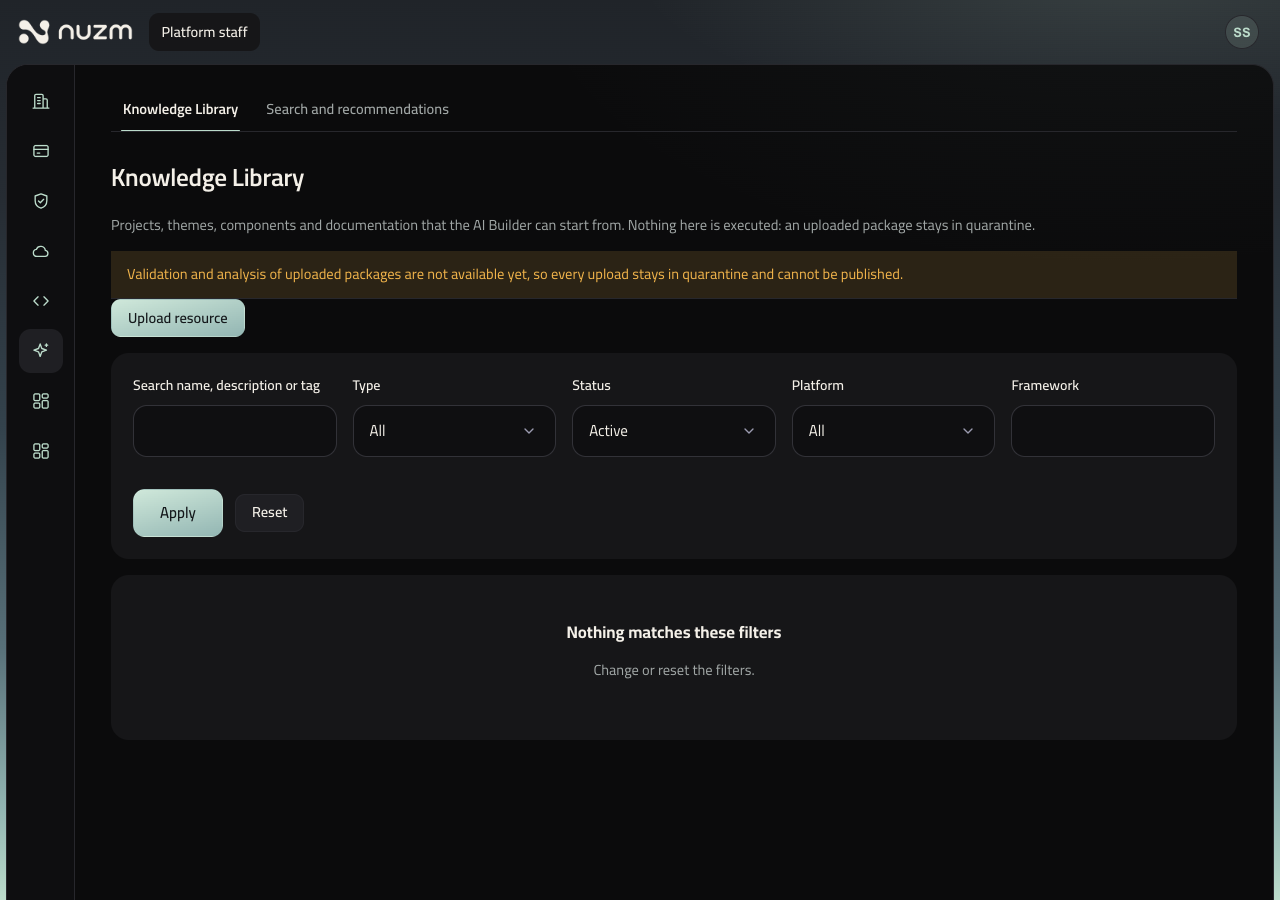 nuzm
Platform staff
SS
Knowledge Library
Search and recommendations
Knowledge Library
Projects, themes, components and documentation that the AI Builder can start from. Nothing here is executed: an uploaded package stays in quarantine.
Validation and analysis of uploaded packages are not available yet, so every upload stays in quarantine and cannot be published.
Upload resource
Search name, description or tag
Type
Status
Platform
Framework
All
Active
All
Apply
Reset
Nothing matches these filters
Change or reset the filters.